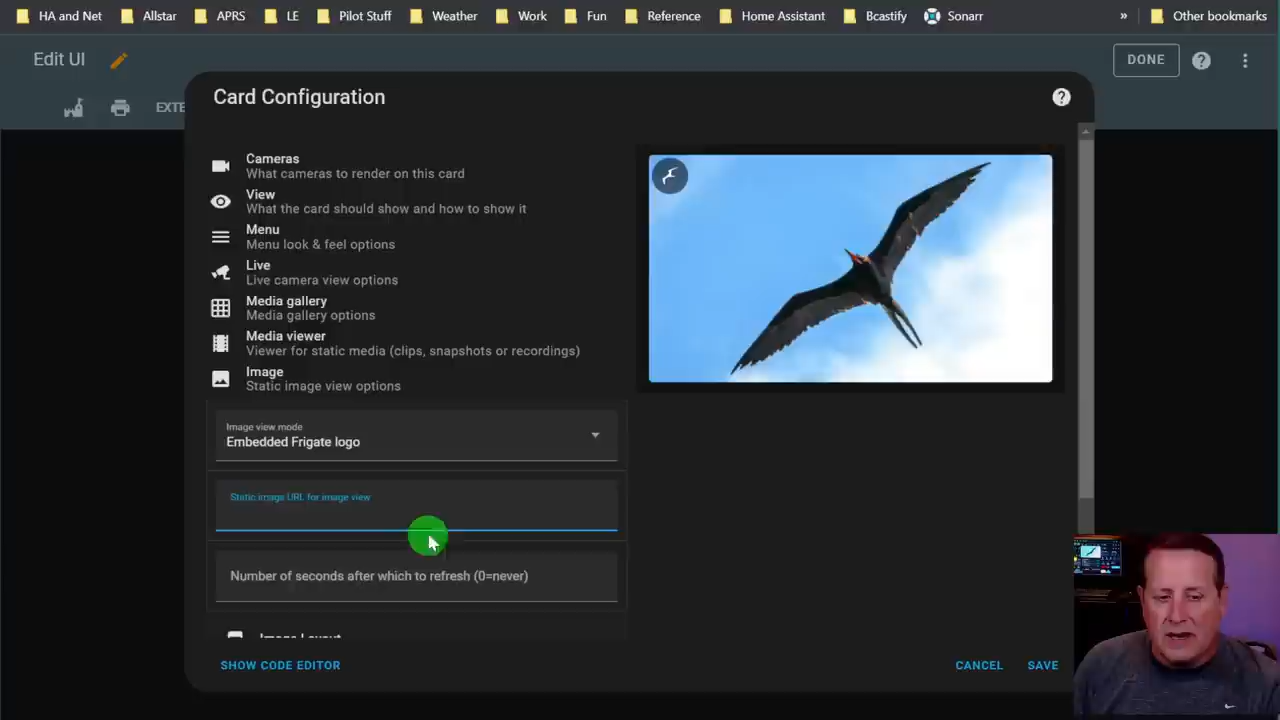 HA and Net
Allstar
APRS
LE
Pilot Stuff
Weather
Work
Fun
Reference
Home Assistant
Bcastify
Sonarr
»
Other bookmarks
Edit UI
DONE
EXTE
Card Configuration
Cameras
What cameras to render on this card
View
What the card should show and how to show it
Menu
Menu look & feel options
Live
Live camera view options
Media gallery
Media gallery options
Media viewer
Viewer for static media (clips, snapshots or recordings)
Image
Static image view options
Image view mode
Embedded Frigate logo
Static image URL for image view
Number of seconds after which to refresh (0=never)
Image Layout
SHOW CODE EDITOR
CANCEL
SAVE